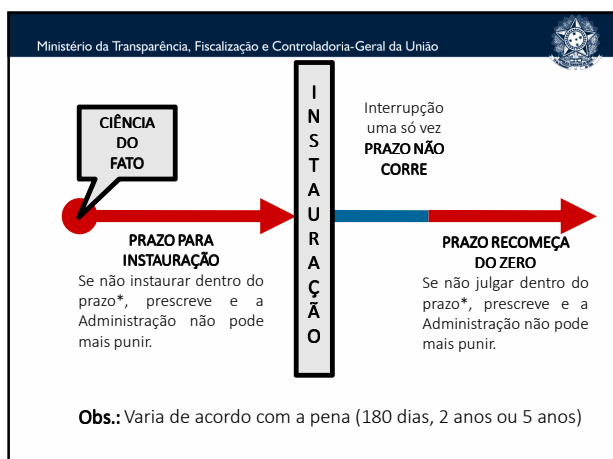 Ministério da Transparência, Fiscalização e Controladoria-Geral da União
CIÊNCIA
DO
FATO
PRAZO PARA
INSTAURAÇÃO
Se não instaurar dentro do
prazo*, prescreve e a
Administração não pode
mais punir.
I
N
S
T
A
U
R
A
Ç
Ã
O
Interrupção
uma só vez
PRAZO NÃO
CORRE
PRAZO RECOMEÇA
DO ZERO
Se não julgar dentro do
prazo*, prescreve e a
Administração não pode
mais punir.
Obs.: Varia de acordo com a pena (180 dias, 2 anos ou 5 anos)